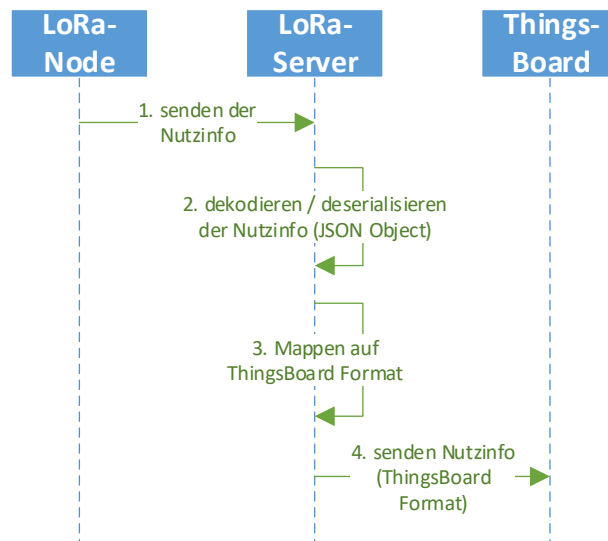 LoRa-
Node
LoRa-
Server
Things-
Board
1. senden der
Nutzinfo
2. dekodieren / deserialisieren
der Nutzinfo (JSON Object)
3. Mappen auf
ThingsBoard Format
4. senden Nutzinfo
(ThingsBoard
Format)